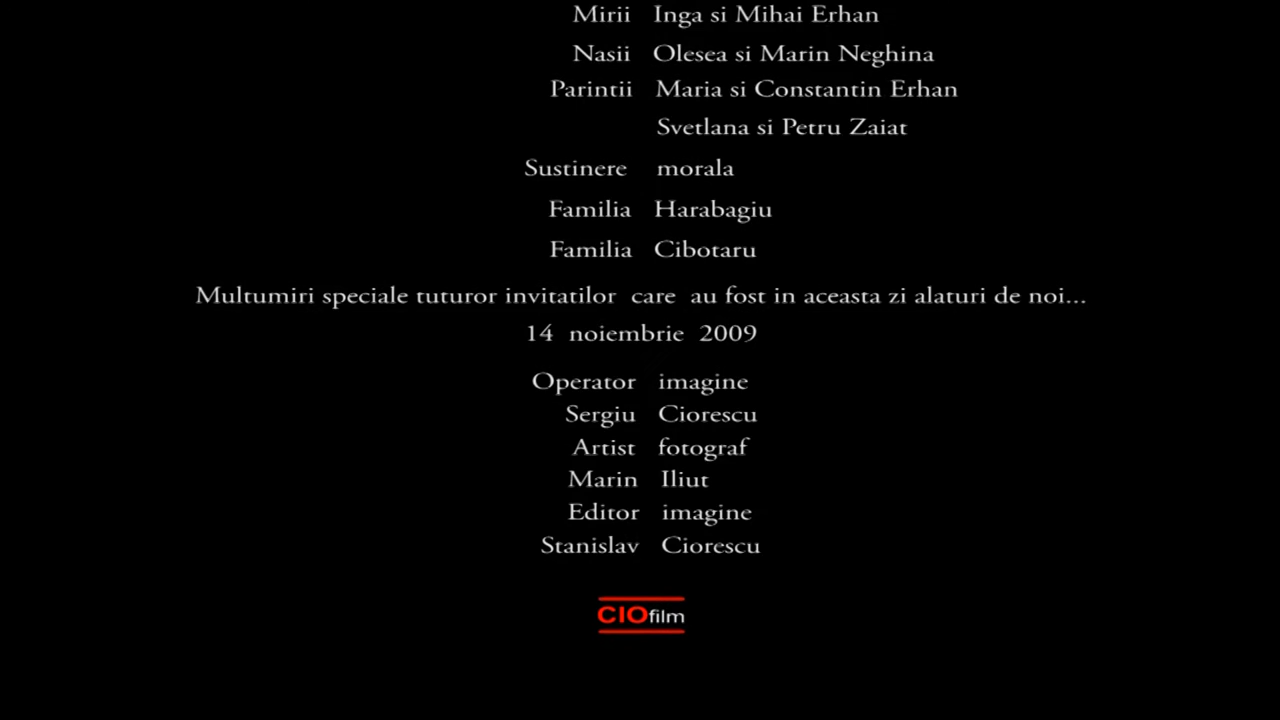 Mirii Inga si Mihai Erhan
Nasii Olesea si Marin Neghina
Parintii Maria si Constantin Erhan
Svetlana si Petru Zaiat
Sustinere morala
Familia Harabagiu
Familia Cibotaru
Multumiri speciale tuturor invitatilor care au fost in aceasta zi alaturi de noi...
14 noiembrie 2009
Operator imagine
Sergiu Ciorescu
Artist fotograf
Marin Iliut
Editor imagine
Stanislav Ciorescu
CIOfilm